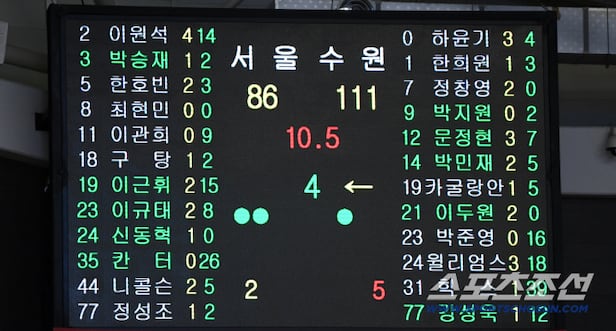 2 이원석 4 14
3 박승재 1 2
5 한호빈 2 3
8 최현민 0 0
11 이관희 0 9
18 구 탕 1 2
19 이근휘 2 15
23 이규태 2 8
24 신동혁 1 0
35 칸 터 0 26
44 니콜슨 2 5
77 정성조 1 2
서울 수원
86 111
10.5
4 ←
2 5
0 하윤기 3 4
1 한희원 1 3
7 정창영 2 0
9 박지원 0 2
12 문정현 3 7
14 박민재 2 5
19 카굴랑안 1 5
21 이두원 2 0
23 박준영 0 16
24 윌리엄스 3 18
31 힉 스 1 39
77 강성욱 1 12
스포츠조선